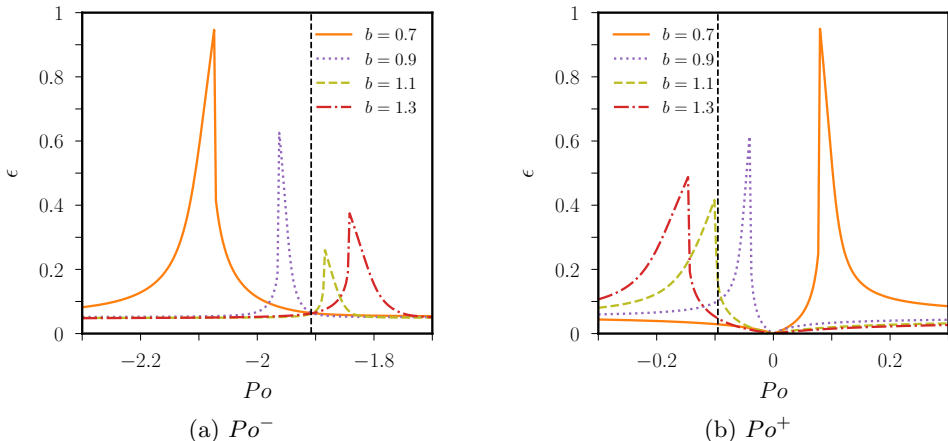 1
0.8
0.6
0.4
0.2
0
ϵ
b = 0.7
b = 0.9
b = 1.1
b = 1.3
−2.2
−2
−1.8
Po
(a) Po⁻
1
0.8
0.6
0.4
0.2
0
ϵ
b = 0.7
b = 0.9
b = 1.1
b = 1.3
−0.2
0
0.2
Po
(b) Po⁺